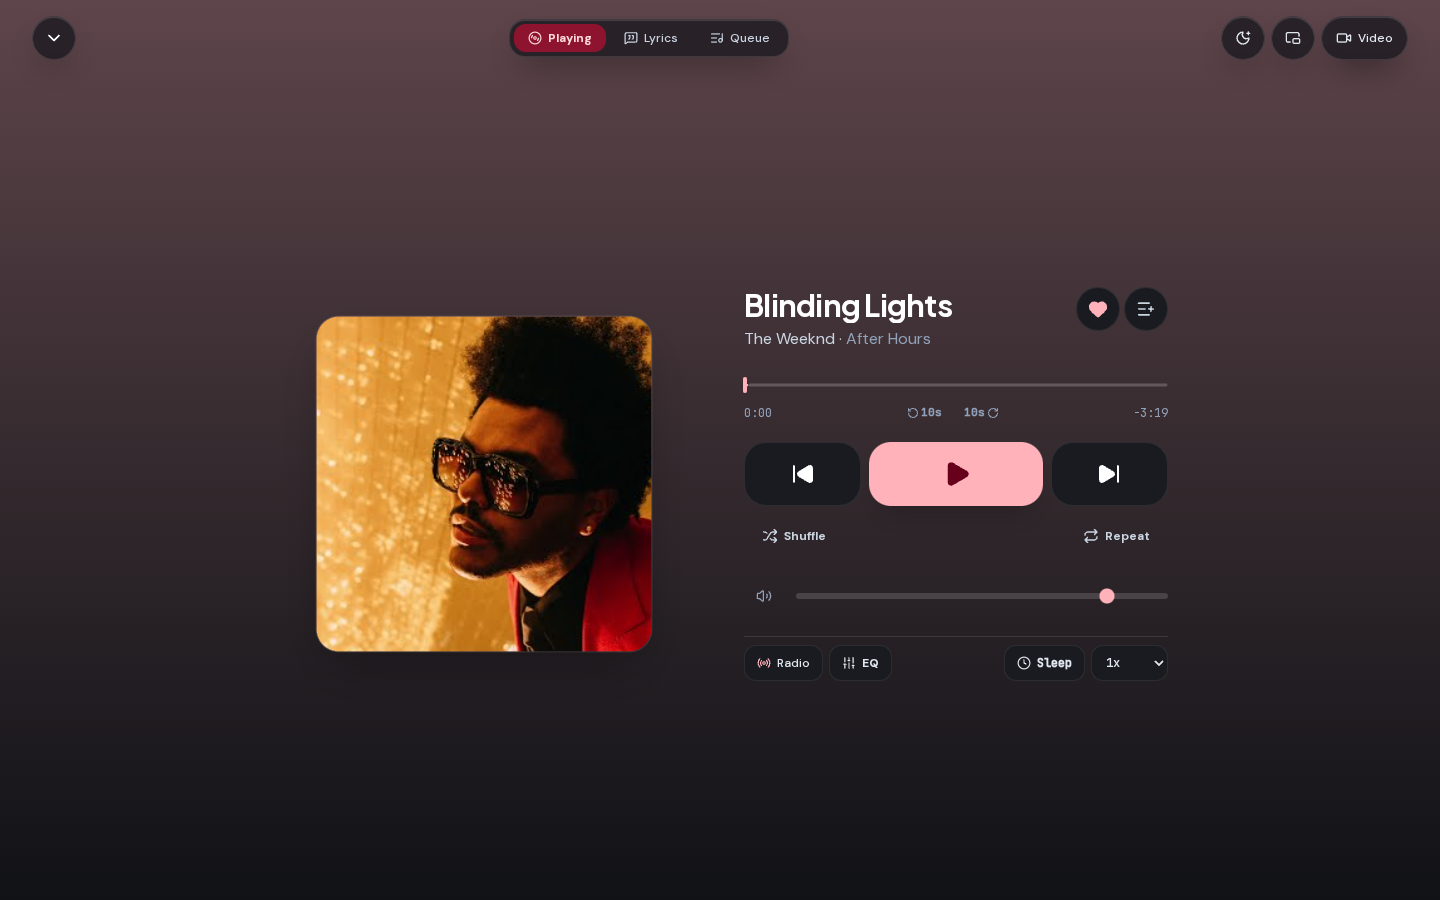 Playing
Lyrics
Queue
Video
Blinding Lights
The Weeknd · After Hours
0:00
10s
10s
-3:19
Shuffle
Repeat
Radio
EQ
Sleep
1x